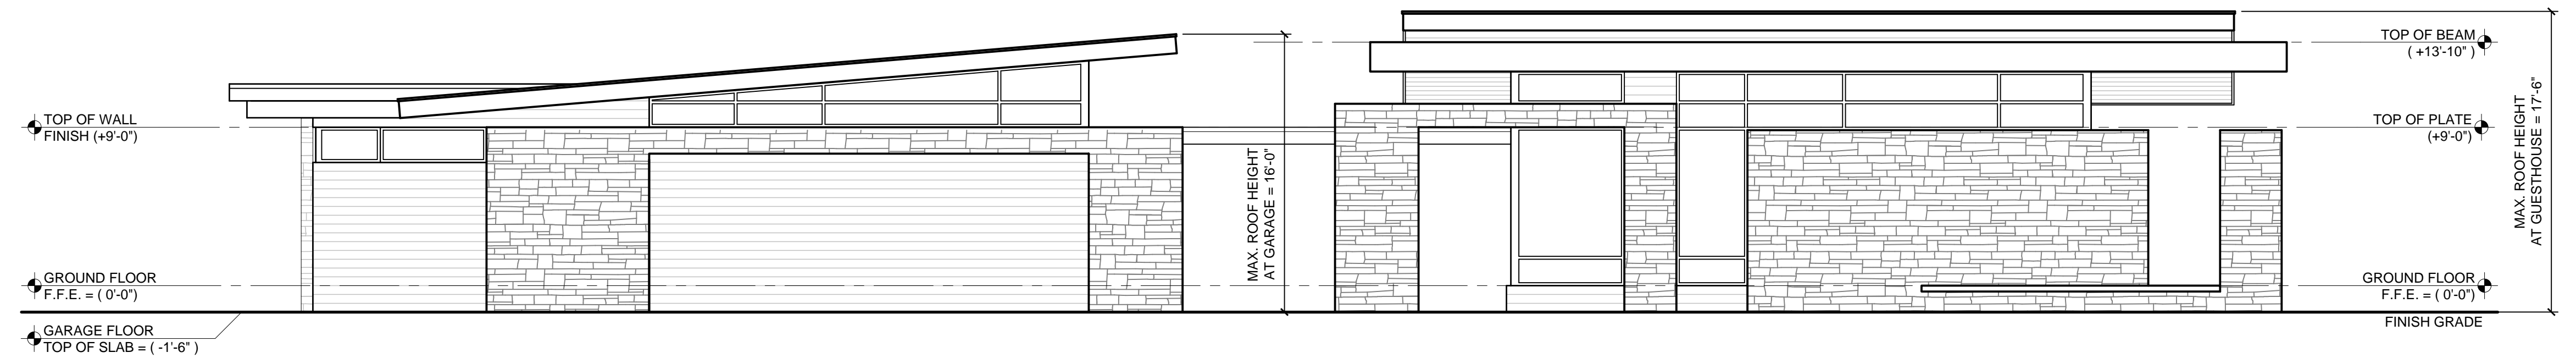 TOP OF WALL
FINISH (+9'-0")
GROUND FLOOR
F.F.E. = ( 0'-0")
GARAGE FLOOR
TOP OF SLAB = ( -1'-6" )
MAX. ROOF HEIGHT
AT GARAGE = 16'-0"
TOP OF BEAM
( +13'-10" )
TOP OF PLATE
(+9'-0")
GROUND FLOOR
F.F.E. = ( 0'-0")
FINISH GRADE
MAX. ROOF HEIGHT
AT GUESTHOUSE = 17'-6"